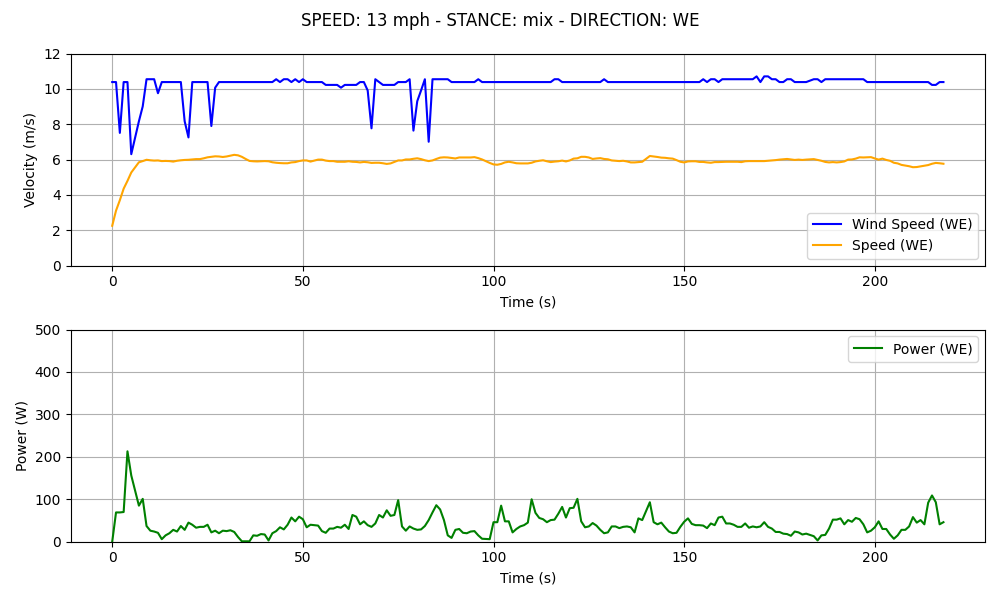 SPEED: 13 mph - STANCE: mix - DIRECTION: WE
12
10
8
6
4
2
0
Velocity (m/s)
Wind Speed (WE)
Speed (WE)
0 50 100 150 200
Time (s)
500
400
300
200
100
0
Power (W)
Power (WE)
0 50 100 150 200
Time (s)